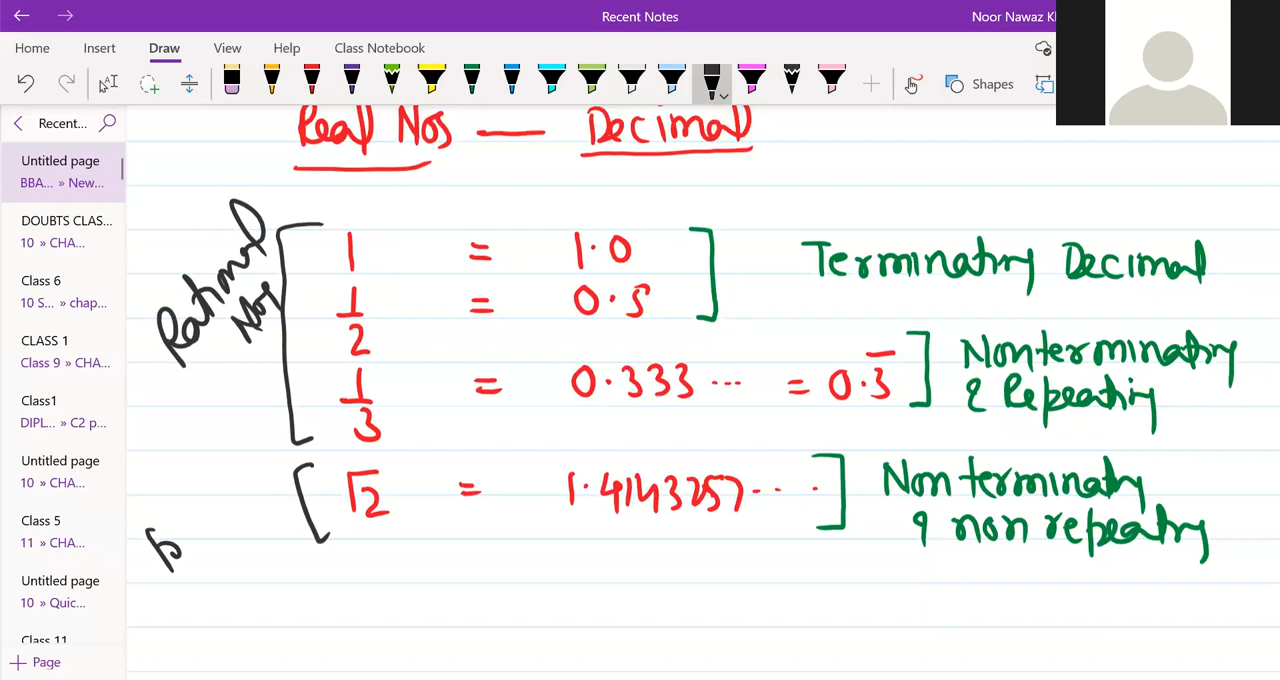 Recent Notes
Noor Nawaz Kh
Home Insert Draw View Help Class Notebook
Shapes
Recent...
Untitled page
BBA... » New...
DOUBTS CLAS...
10 » CHA...
Class 6
10 S... » chap...
CLASS 1
Class 9 » CHA...
Class1
DIPL... » C2 p...
Untitled page
10 » CHA...
Class 5
11 » CHA...
Untitled page
10 » Quic...
Class 11
+ Page
Real Nos — Decimal
Rational
Nos
1 = 1.0
1/2 = 0.5
Terminating Decimal
1/3 = 0.333... = 0.3̅
Nonterminating
& Repeating
√2 = 1.4143257....
Non terminating
& non repeating